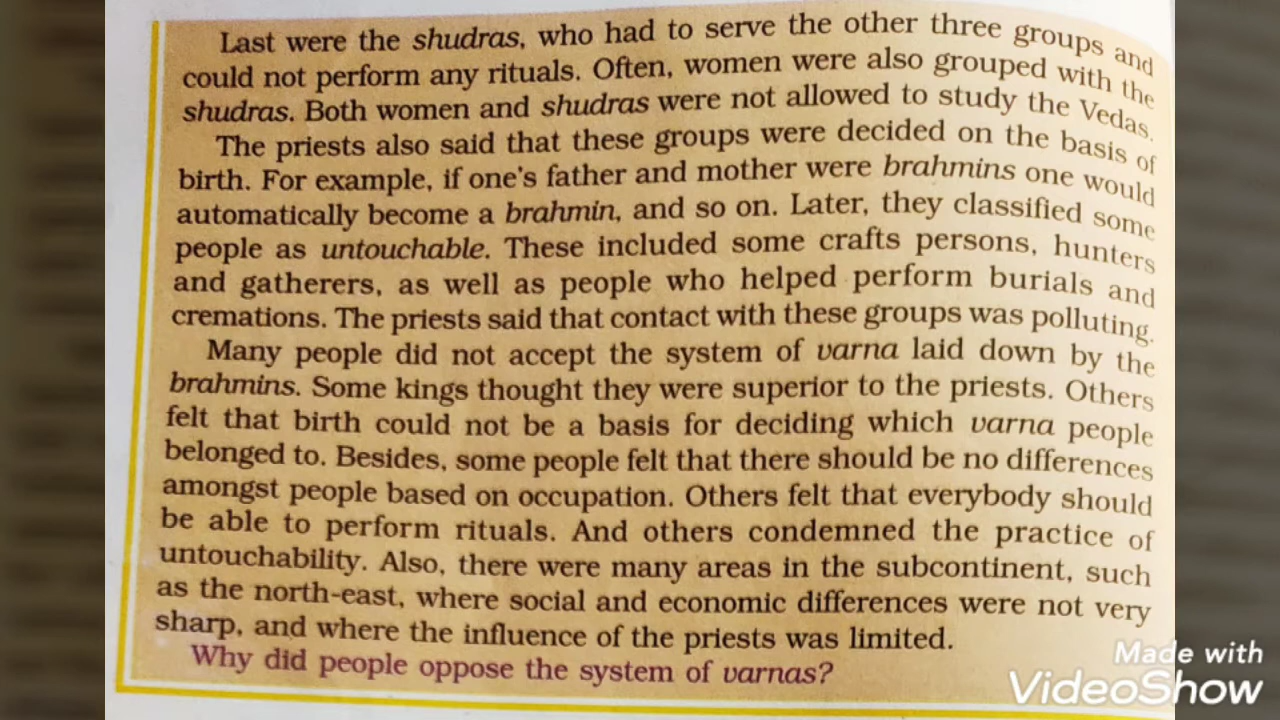 Last were the shudras, who had to serve the other three groups and
could not perform any rituals. Often, women were also grouped with the
shudras. Both women and shudras were not allowed to study the Vedas.
The priests also said that these groups were decided on the basis of
birth. For example, if one's father and mother were brahmins one would
automatically become a brahmin, and so on. Later, they classified some
people as untouchable. These included some crafts persons, hunters
and gatherers, as well as people who helped perform burials and
cremations. The priests said that contact with these groups was polluting.
Many people did not accept the system of varna laid down by the
brahmins. Some kings thought they were superior to the priests. Others
felt that birth could not be a basis for deciding which varna people
belonged to. Besides, some people felt that there should be no differences
amongst people based on occupation. Others felt that everybody should
be able to perform rituals. And others condemned the practice of
untouchability. Also, there were many areas in the subcontinent, such
as the north-east, where social and economic differences were not very
sharp, and where the influence of the priests was limited.
Why did people oppose the system of varnas?
Made with
VideoShow